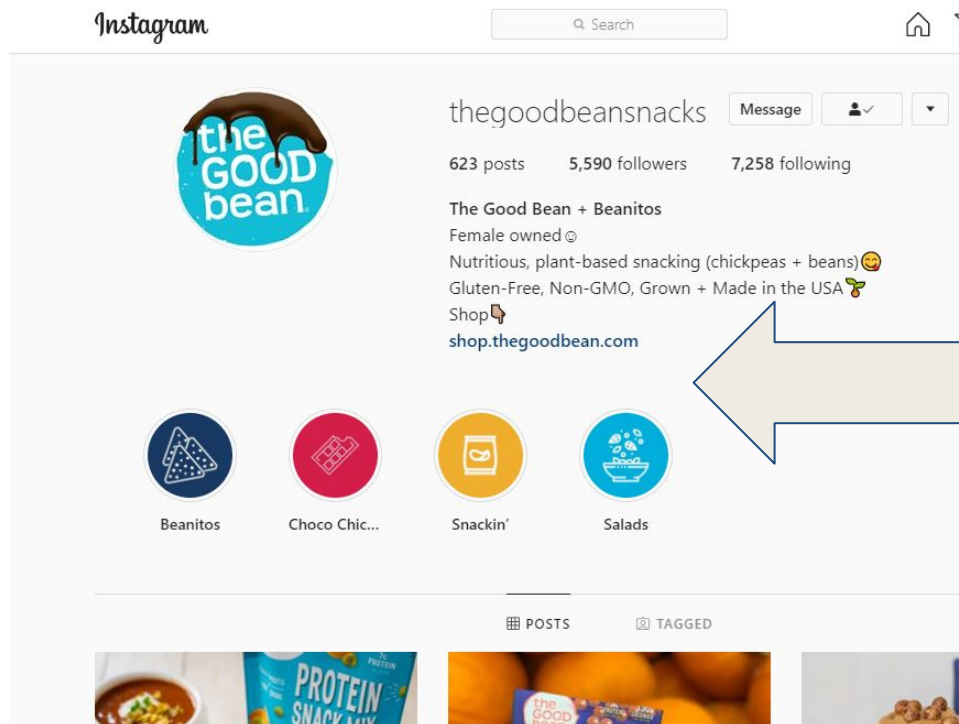 Instagram
Search
the
GOOD
bean
thegoodbeansnacks Message
623 posts 5,590 followers 7,258 following
The Good Bean + Beanitos
Female owned☺
Nutritious, plant-based snacking (chickpeas + beans)😋
Gluten-Free, Non-GMO, Grown + Made in the USA🌱
Shop👇🏽
shop.thegoodbean.com
Beanitos Choco Chic... Snackin' Salads
POSTS TAGGED
7g
PROTEIN
PROTEIN
SNACK MIX
the
GOOD
bean